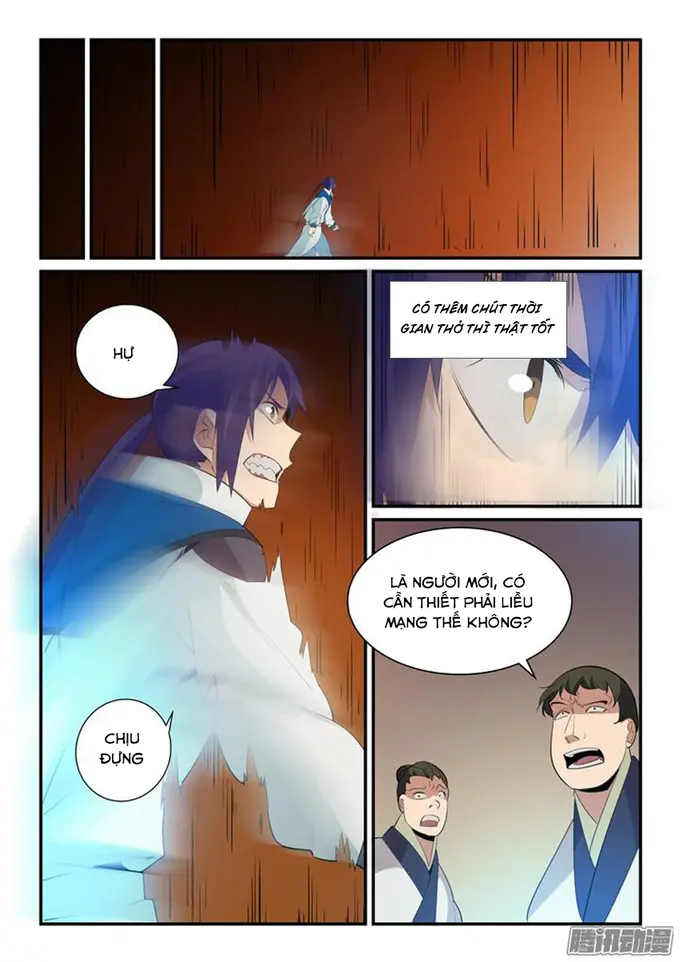 HỰ
CÓ THÊM CHÚT THỜI
GIAN THỞ THÌ THẬT TỐT
LÀ NGƯỜI MỚI, CÓ
CẦN THIẾT PHẢI LIỀU
MẠNG THẾ KHÔNG?
CHỊU
ĐỰNG
腾讯动漫